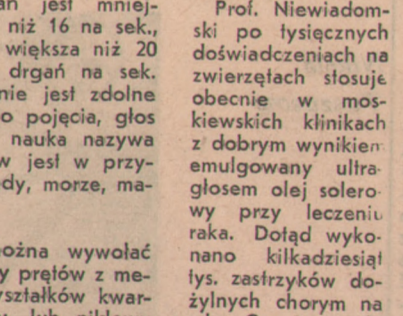 jest mniej-
niż 16 na sek.,
większa niż 20
drgań na sek.
nie jest zdolne
o pojęcia, głos
nauka nazywa
w jest w przy-
dy, morze, ma-
ożna wywołać
y prętów z me-
yształków kwar-
Prof. Niewiadom-
ski po tysięcznych
doświadczeniach na
zwierzętach stosuje
obecnie w mos-
kiewskich klinikach
z dobrym wynikiem
emulgowany ultra-
głosem olej solero-
wy przy leczeniu
raka. Dotąd wyko-
nano kilkadziesiąt
tys. zastrzyków do-
żylnych chorym na